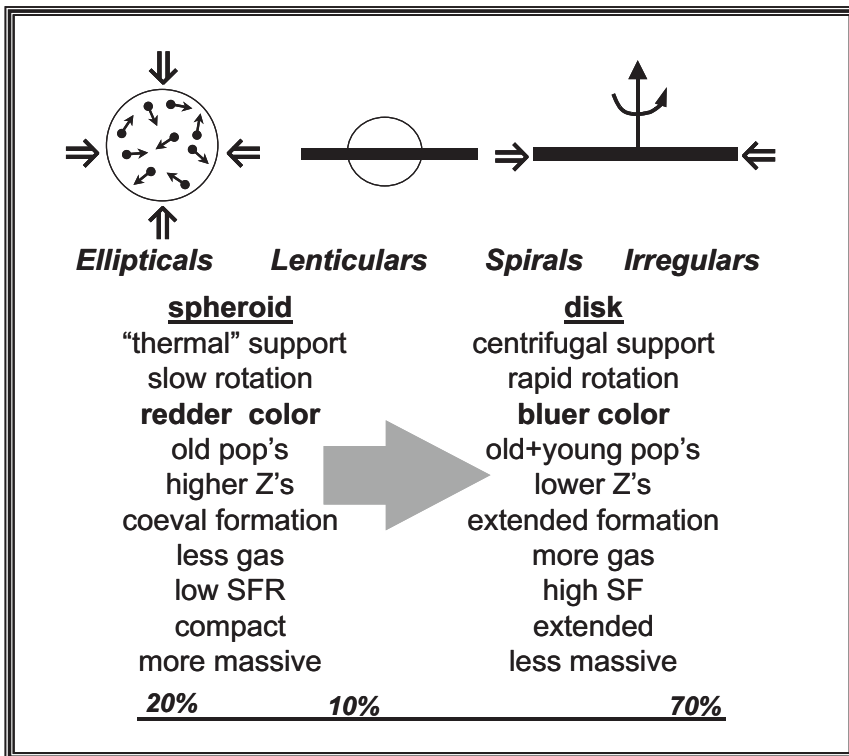 Ellipticals Lenticulars Spirals Irregulars
spheroid disk
“thermal” support centrifugal support
slow rotation rapid rotation
redder color bluer color
old pop’s old+young pop’s
higher Z’s lower Z’s
coeval formation extended formation
less gas more gas
low SFR high SF
compact extended
more massive less massive
20% 10% 70%